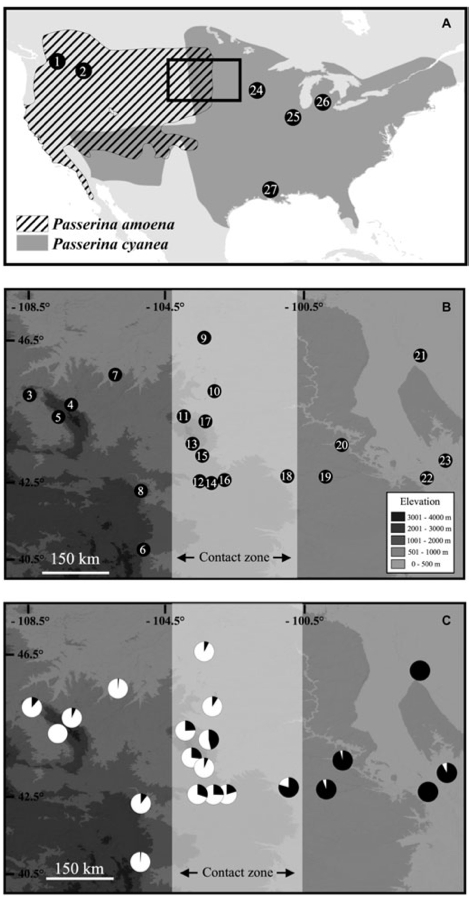 A
1
2
24
25
26
27
Passerina amoena
Passerina cyanea
- 108.5°
- 104.5°
- 100.5°
B
46.5°
9
21
7
3
4
5
10
11
17
13
15
20
23
42.5°
8
12
14
16
18
19
22
Elevation
3001 - 4000 m
2001 - 3000 m
1001 - 2000 m
501 - 1000 m
0 - 500 m
40.5°
6
Contact zone
150 km
- 108.5°
- 104.5°
- 100.5°
C
46.5°
42.5°
40.5°
Contact zone
150 km